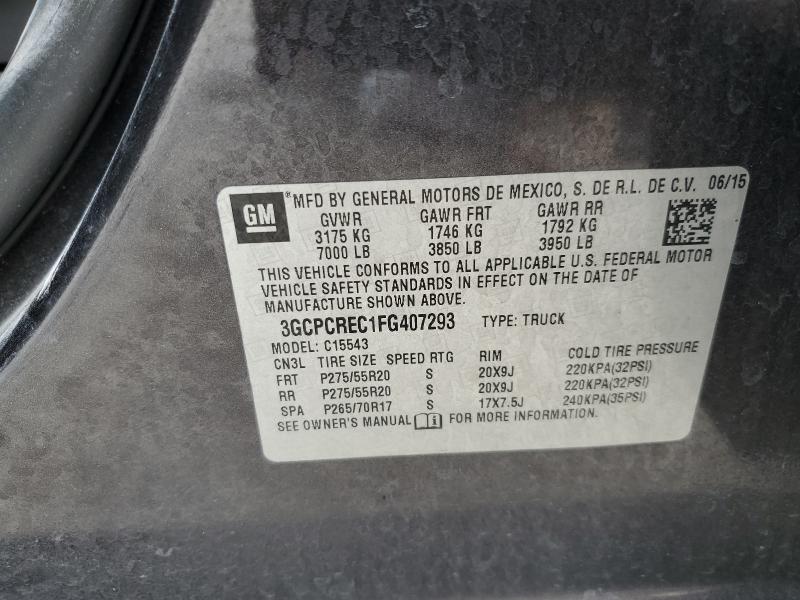 GM ® MFD BY GENERAL MOTORS DE MEXICO, S. DE R.L. DE C.V. 06/15
GVWR GAWR FRT GAWR RR
3175 KG 1746 KG 1792 KG
7000 LB 3850 LB 3950 LB
THIS VEHICLE CONFORMS TO ALL APPLICABLE U.S. FEDERAL MOTOR
VEHICLE SAFETY STANDARDS IN EFFECT ON THE DATE OF
MANUFACTURE SHOWN ABOVE.
3GCPCREC1FG407293 TYPE: TRUCK
MODEL: C15543
CN3L TIRE SIZE SPEED RTG RIM COLD TIRE PRESSURE
FRT P275/55R20 S 20X9J 220KPA(32PSI)
RR P275/55R20 S 20X9J 220KPA(32PSI)
SPA P265/70R17 S 17X7.5J 240KPA(35PSI)
SEE OWNER'S MANUAL i FOR MORE INFORMATION.